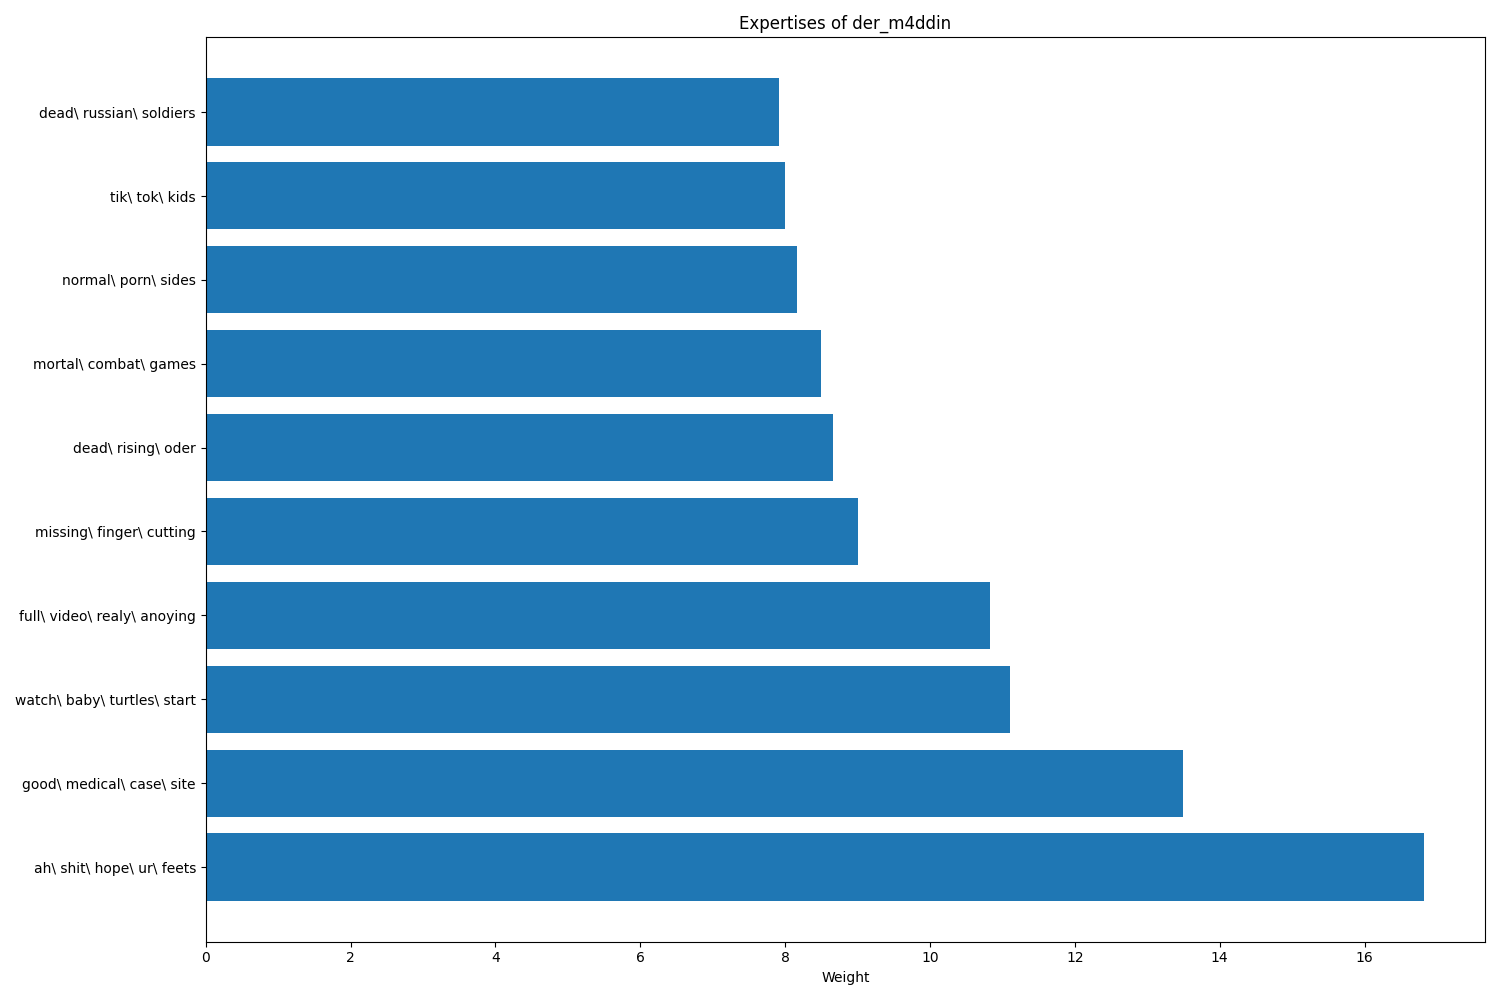 Expertises of der_m4ddin
dead\ russian\ soldiers
tik\ tok\ kids
normal\ porn\ sides
mortal\ combat\ games
dead\ rising\ oder
missing\ finger\ cutting
full\ video\ realy\ anoying
watch\ baby\ turtles\ start
good\ medical\ case\ site
ah\ shit\ hope\ ur\ feets
0 2 4 6 8 10 12 14 16
Weight